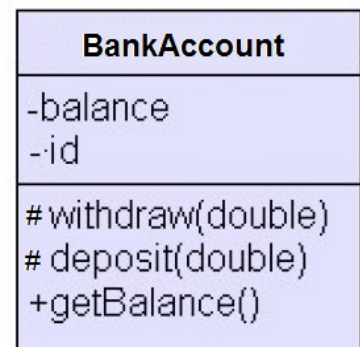 BankAccount
-balance
-id
# withdraw(double)
# deposit(double)
+getBalance()